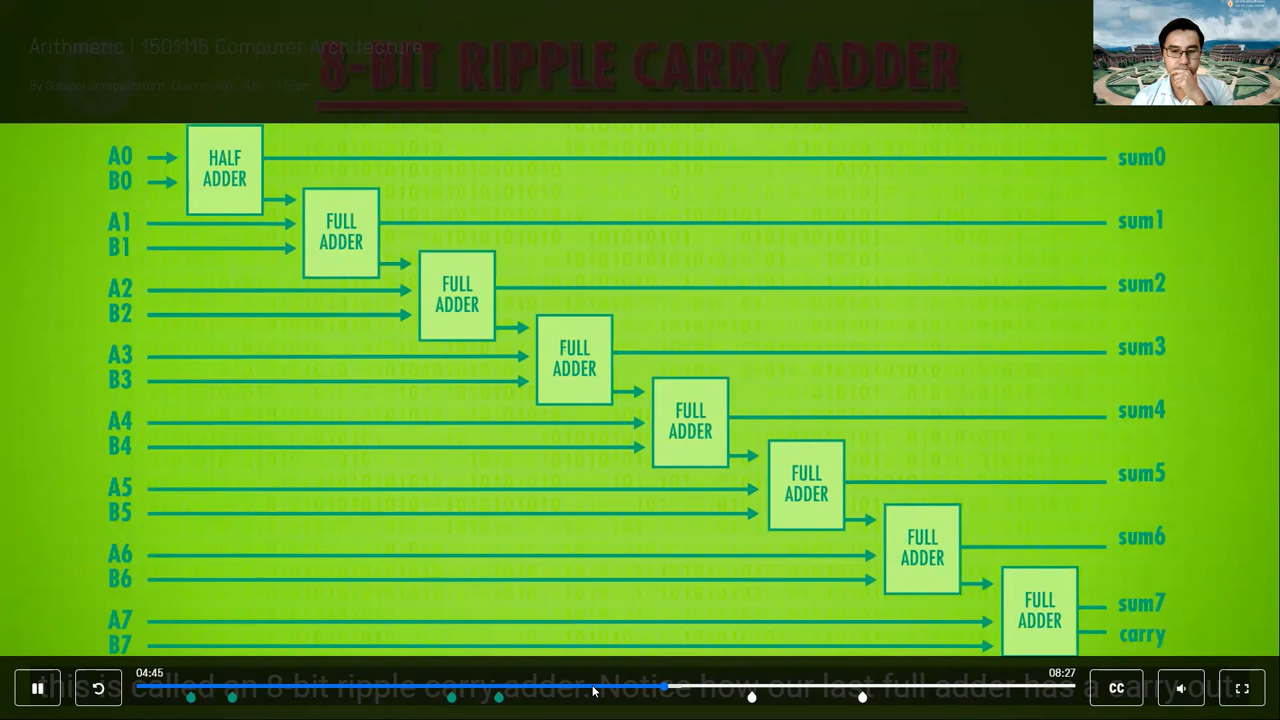 Arithmetic | 1501115 Computer Architecture
8-BIT RIPPLE CARRY ADDER
A0
B0
HALF
ADDER
sum0
A1
B1
FULL
ADDER
sum1
A2
B2
FULL
ADDER
sum2
A3
B3
FULL
ADDER
sum3
A4
B4
FULL
ADDER
sum4
A5
B5
FULL
ADDER
sum5
A6
B6
FULL
ADDER
sum6
A7
B7
FULL
ADDER
sum7
carry
this is called an 8-bit ripple carry adder. Notice how our last full adder has a carry out.
04:45
08:27
CC